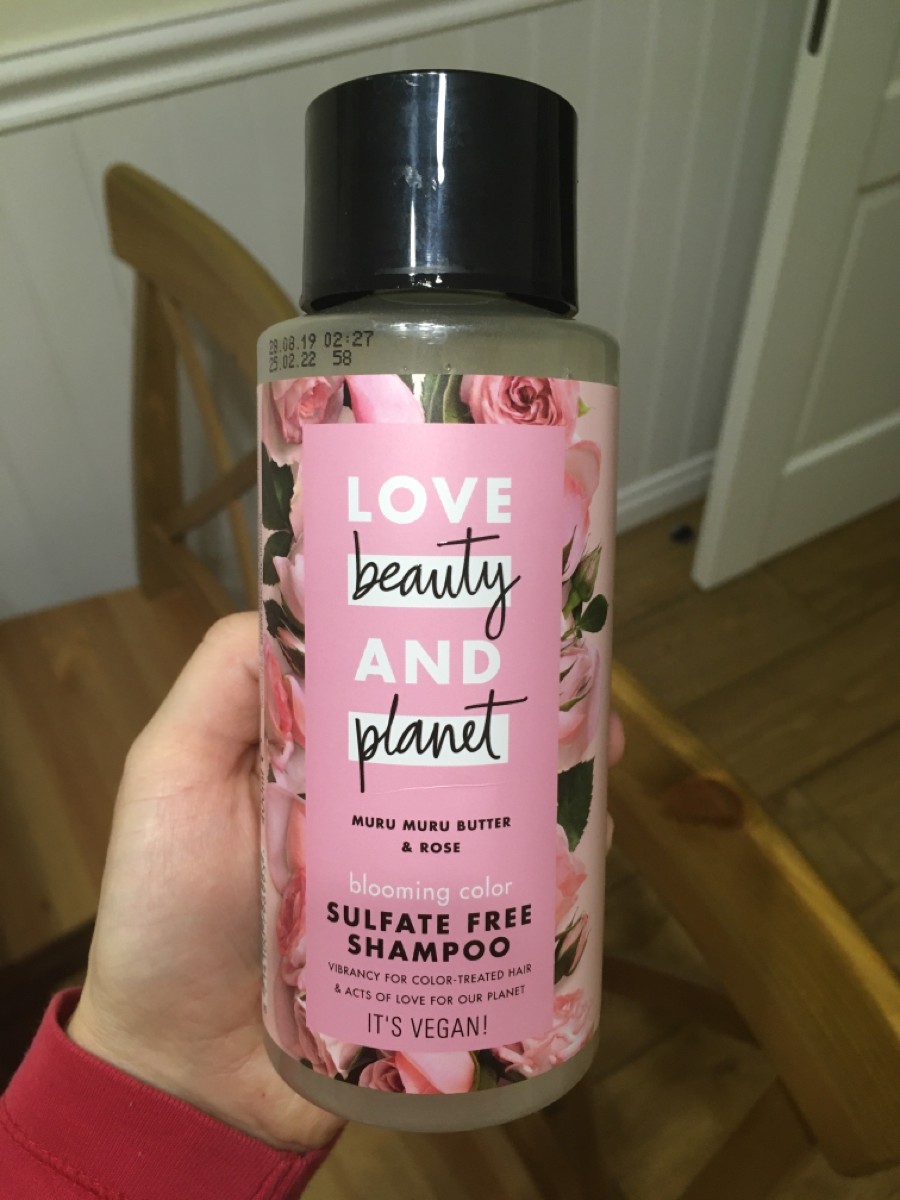 28.08.19 02:27
25.02.22 58
LOVE
beauty
AND
planet
MURU MURU BUTTER
& ROSE
blooming color
SULFATE FREE
SHAMPOO
VIBRANCY FOR COLOR-TREATED HAIR
& ACTS OF LOVE FOR OUR PLANET
IT'S VEGAN!